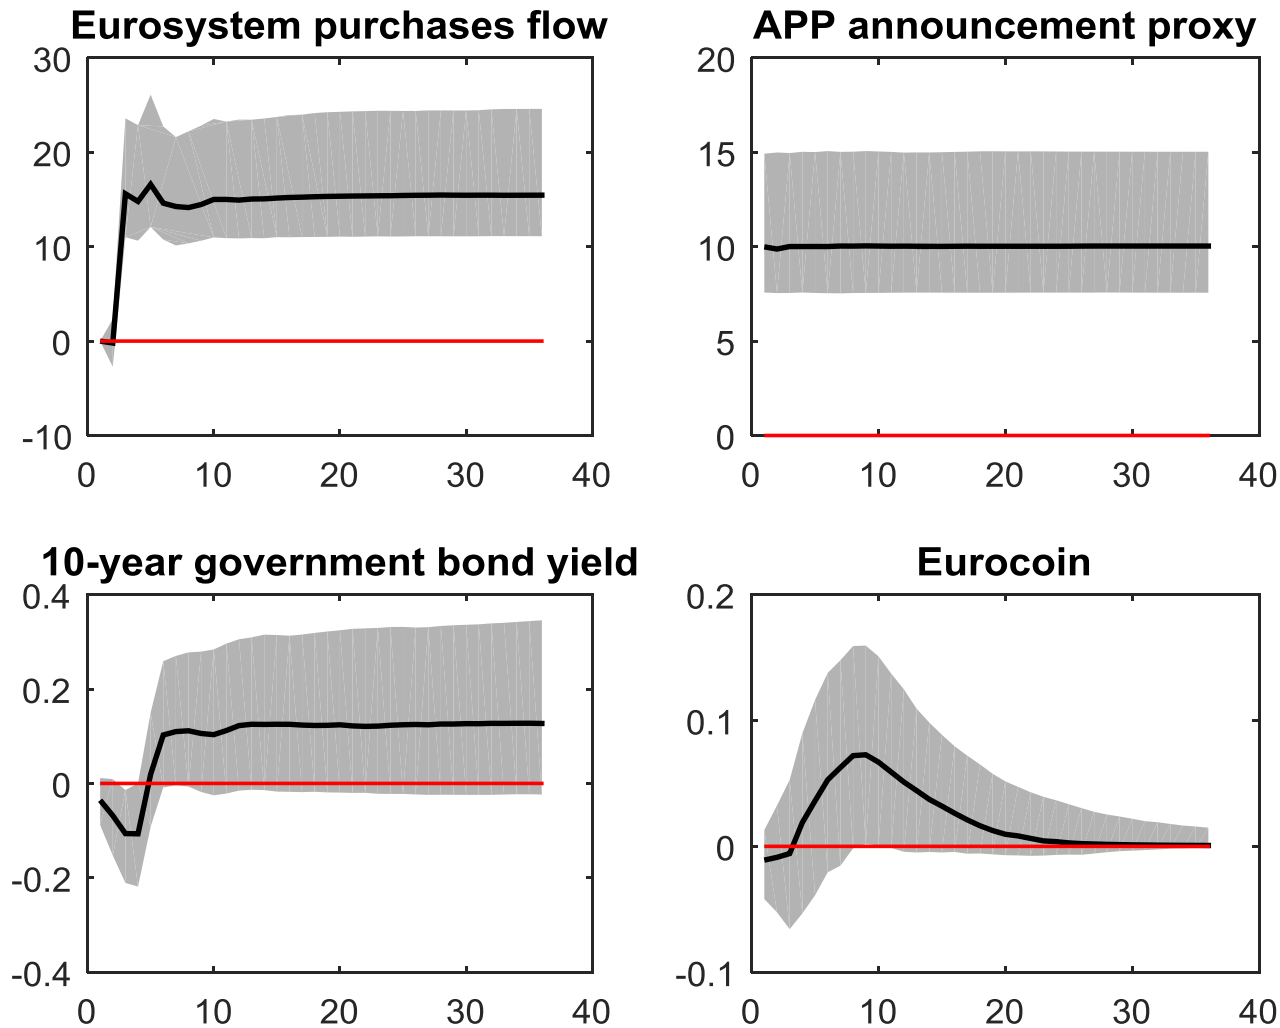 Eurosystem purchases flow
30
20
10
0
-10
0 10 20 30 40
APP announcement proxy
20
15
10
5
0
0 10 20 30 40
10-year government bond yield
0.4
0.2
0
-0.2
-0.4
0 10 20 30 40
Eurocoin
0.2
0.1
0
-0.1
0 10 20 30 40